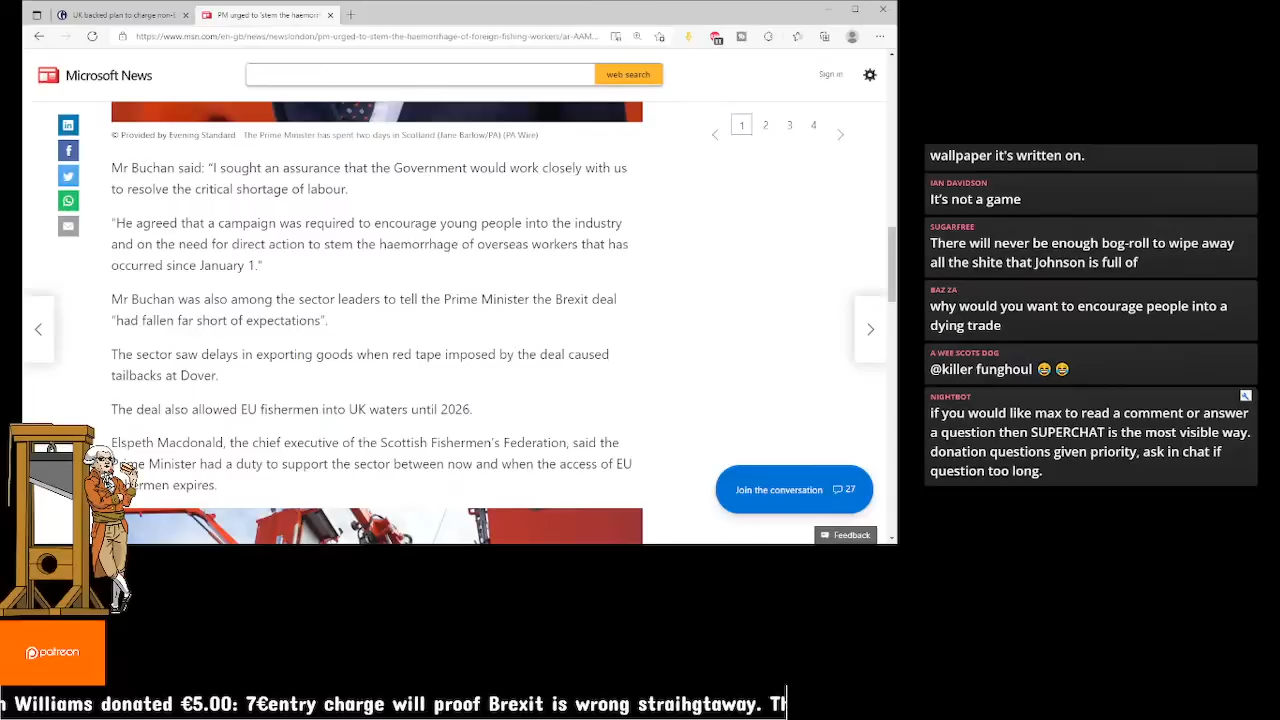 UK backed plan to charge non-E
PM urged to 'stem the haemorr
https://www.msn.com/en-gb/news/newslondon/pm-urged-to-stem-the-haemorrhage-of-foreign-fishing-workers/ar-AAM...
11
Microsoft News
web search
Sign in
© Provided by Evening Standard The Prime Minister has spent two days in Scotland (Jane Barlow/PA) (PA Wire)
1 2 3 4
Mr Buchan said: “I sought an assurance that the Government would work closely with us
to resolve the critical shortage of labour.
“He agreed that a campaign was required to encourage young people into the industry
and on the need for direct action to stem the haemorrhage of overseas workers that has
occurred since January 1.”
Mr Buchan was also among the sector leaders to tell the Prime Minister the Brexit deal
“had fallen far short of expectations”.
The sector saw delays in exporting goods when red tape imposed by the deal caused
tailbacks at Dover.
The deal also allowed EU fishermen into UK waters until 2026.
Elspeth Macdonald, the chief executive of the Scottish Fishermen’s Federation, said the
e Minister had a duty to support the sector between now and when the access of EU
ermen expires.
Join the conversation 27
Feedback
wallpaper it's written on.
IAN DAVIDSON
It’s not a game
SUGARFREE
There will never be enough bog-roll to wipe away
all the shite that Johnson is full of
BAZ ZA
why would you want to encourage people into a
dying trade
A WEE SCOTS DOG
@killer funghoul 😂 😂
NIGHTBOT
if you would like max to read a comment or answer
a question then SUPERCHAT is the most visible way.
donation questions given priority, ask in chat if
question too long.
patreon
n Williams donated €5.00: 7€entry charge will proof Brexit is wrong straihgtaway. Th